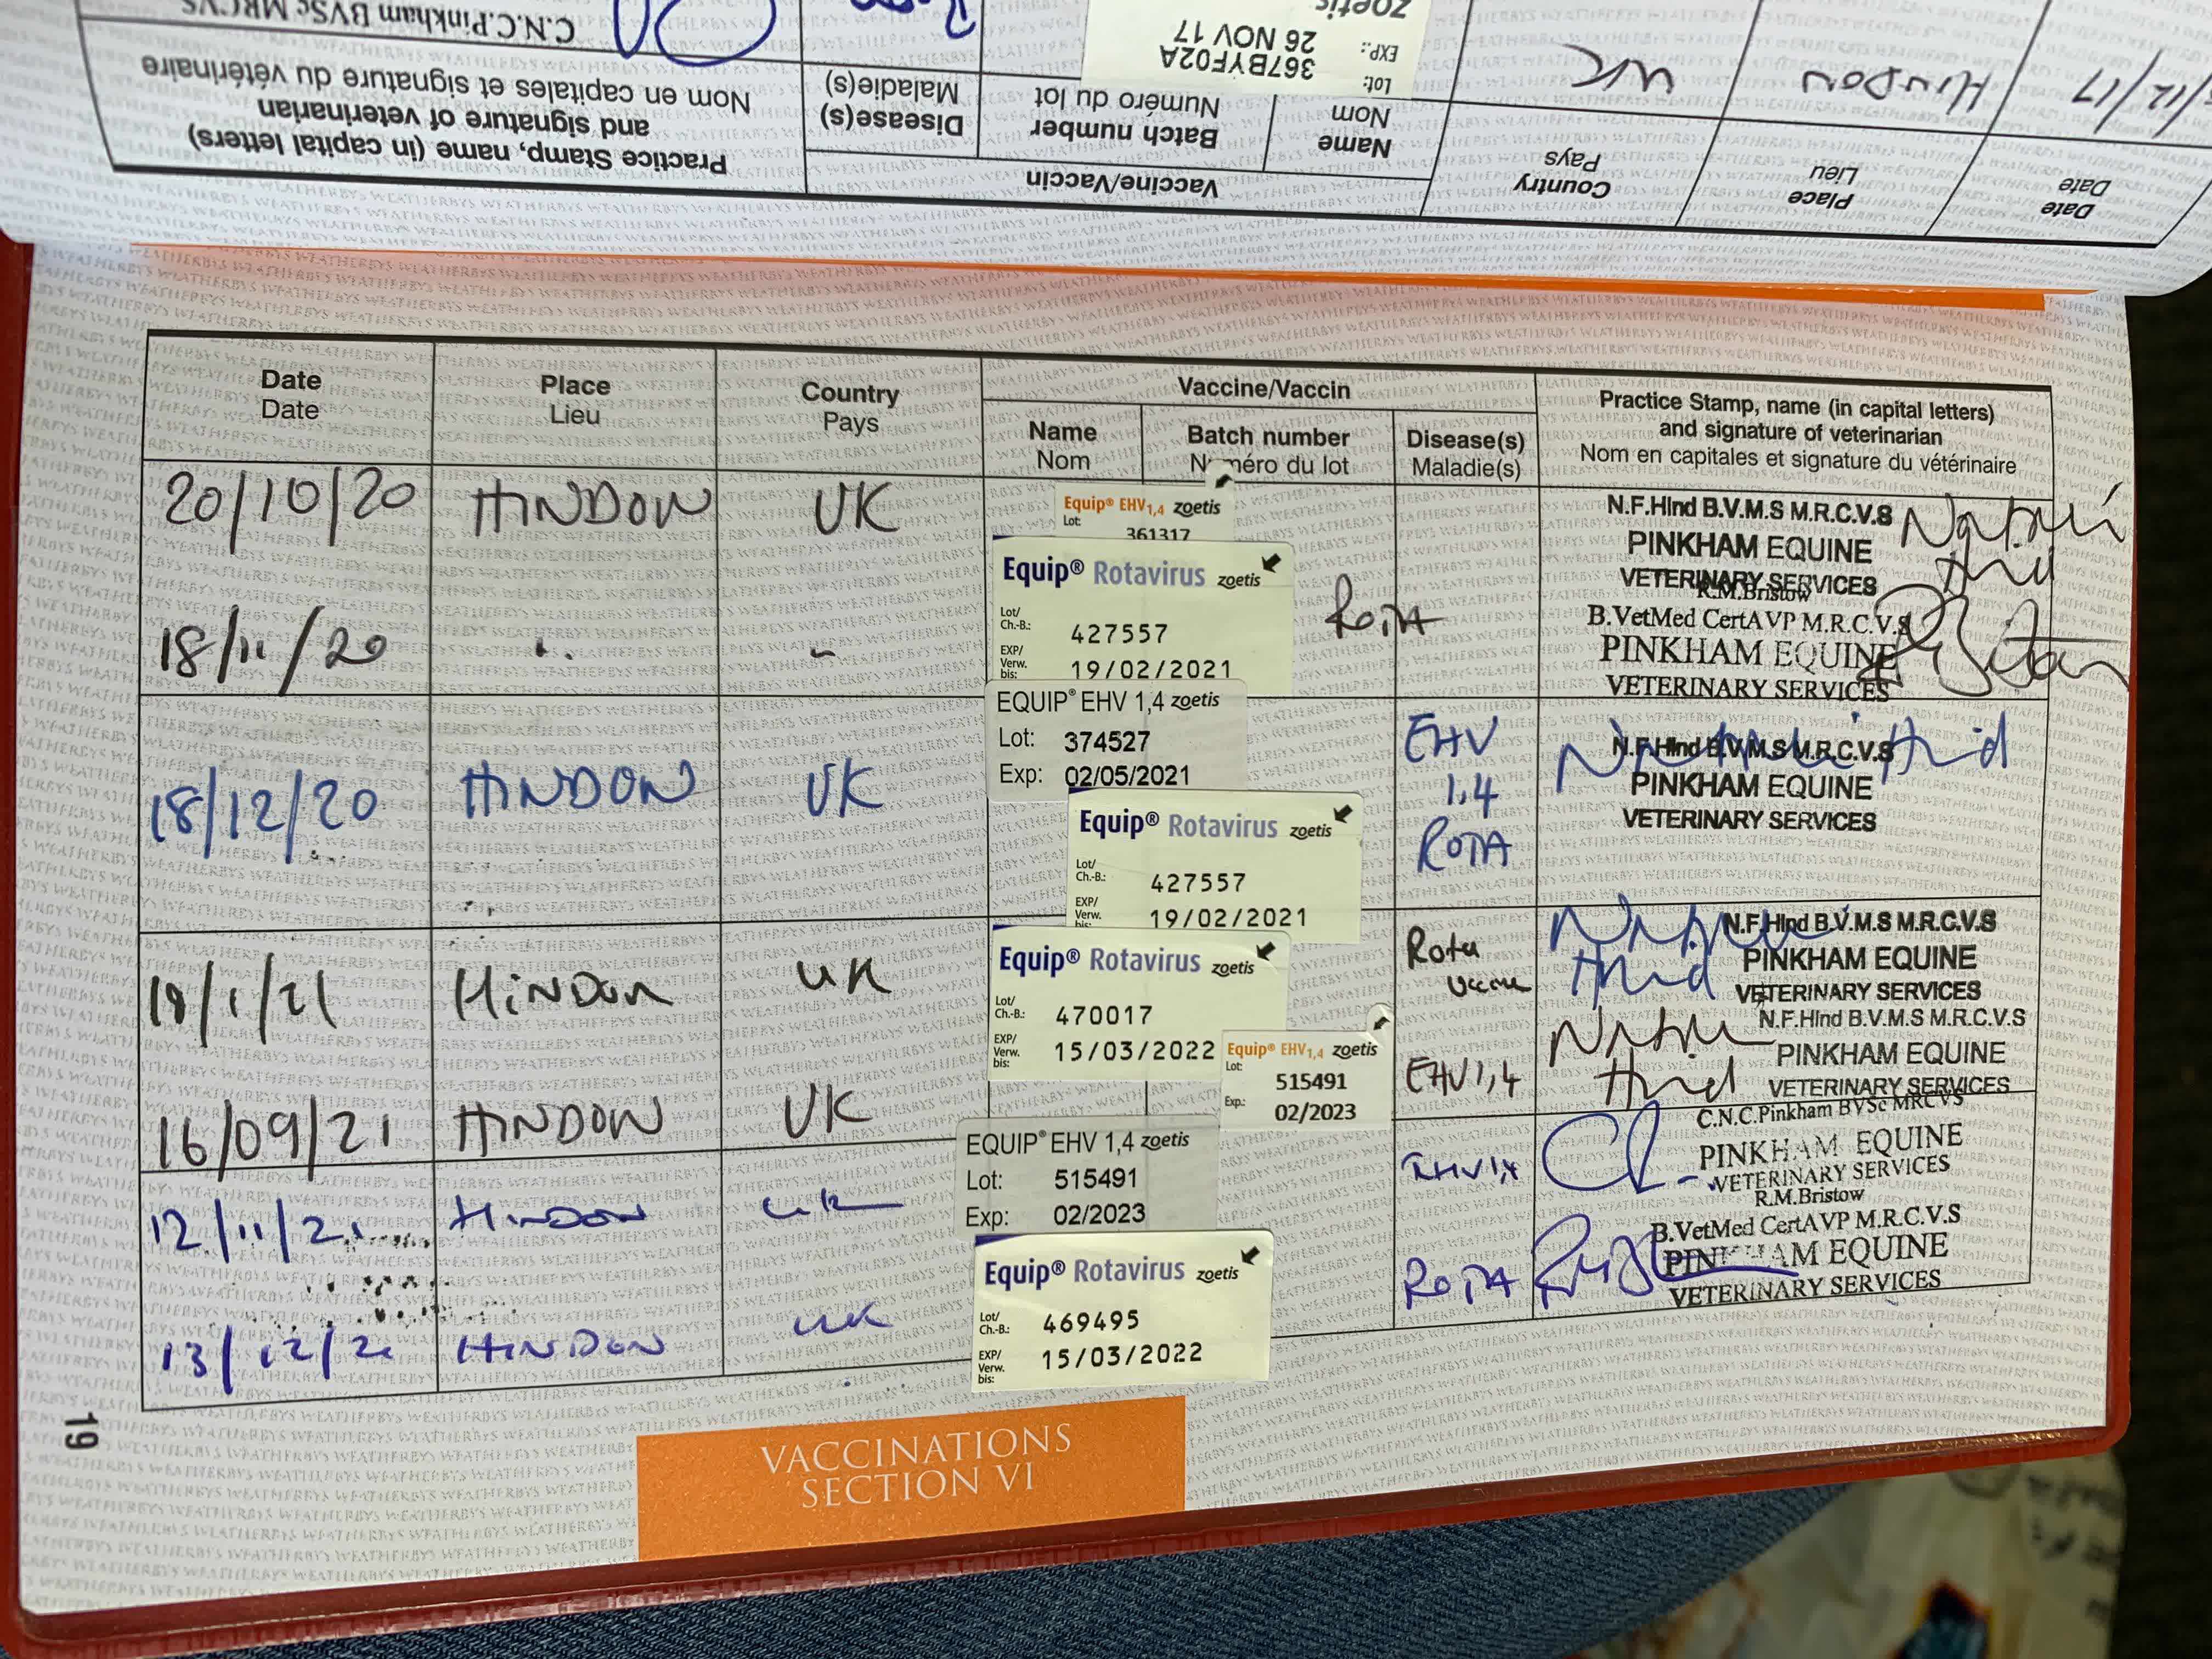 C.N.C.Pinkham BVSc MRCVS
zoetis
Lot: 367BYF02A
EXP.: 26 NOV 17
/12/17 HINDON UK
Date Date
Place Lieu
Country Pays
Vaccine/Vaccin
Name Nom
Batch number Numéro du lot
Disease(s) Maladie(s)
Practice Stamp, name (in capital letters)
and signature of veterinarian
Nom en capitales et signature du vétérinaire
Date Date
Place Lieu
Country Pays
Vaccine/Vaccin
Name Nom
Batch number
Numéro du lot
Disease(s) Maladie(s)
Practice Stamp, name (in capital letters)
and signature of veterinarian
Nom en capitales et signature du vétérinaire
20/10/20 HINDON UK
Equip® EHV1,4 zoetis
Lot: 361317
N.F.Hind B.V.M.S M.R.C.V.S
PINKHAM EQUINE
VETERINARY SERVICES
18/11/20 " "
Equip® Rotavirus zoetis
Lot/ Ch.-B.: 427557
EXP/ Verw. bis: 19/02/2021
ROTA
R.M.Bristow
B.VetMed CertAVP M.R.C.V.S
PINKHAM EQUINE
VETERINARY SERVICES
18/12/20 HINDON UK
EQUIP® EHV 1,4 zoetis
Lot: 374527
Exp: 02/05/2021
Equip® Rotavirus zoetis
Lot/ Ch.-B.: 427557
EXP/ Verw. bis: 19/02/2021
EHV
1,4
ROTA
N.F.Hind B.V.M.S M.R.C.V.S
PINKHAM EQUINE
VETERINARY SERVICES
/1/21 HINDON UK
Equip® Rotavirus zoetis
Lot/ Ch.-B.: 470017
EXP/ Verw. bis: 15/03/2022
Rota
N.F.Hind B.V.M.S M.R.C.V.S
PINKHAM EQUINE
VETERINARY SERVICES
16/09/21 HINDON UK
Equip® EHV1,4 zoetis
Lot: 515491
Exp.: 02/2023
EHV1,4
N.F.Hind B.V.M.S M.R.C.V.S
PINKHAM EQUINE
VETERINARY SERVICES
12/11/21 HINDON UK
EQUIP® EHV 1,4 zoetis
Lot: 515491
Exp: 02/2023
C.N.C.Pinkham BVSc MRCVS
PINKHAM EQUINE
VETERINARY SERVICES
13/12/21 HINDON UK
Equip® Rotavirus zoetis
Lot/ Ch.-B.: 469495
EXP/ Verw. bis: 15/03/2022
ROTA
R.M.Bristow
B.VetMed CertAVP M.R.C.V.S
PINKHAM EQUINE
VETERINARY SERVICES
19
VACCINATIONS
SECTION VI